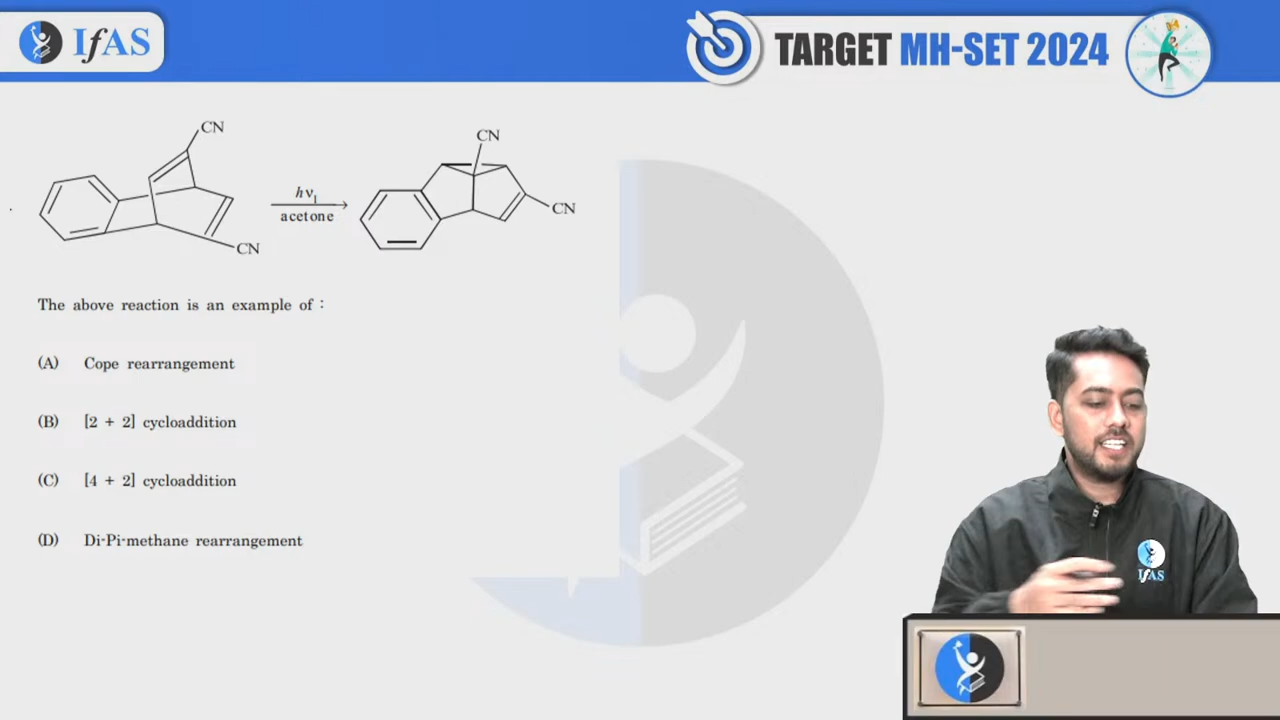 IfAS
TARGET MH-SET 2024
CN
CN
hν₁
acetone
CN
CN
The above reaction is an example of :
(A) Cope rearrangement
(B) [2 + 2] cycloaddition
(C) [4 + 2] cycloaddition
(D) Di-Pi-methane rearrangement
IfAS